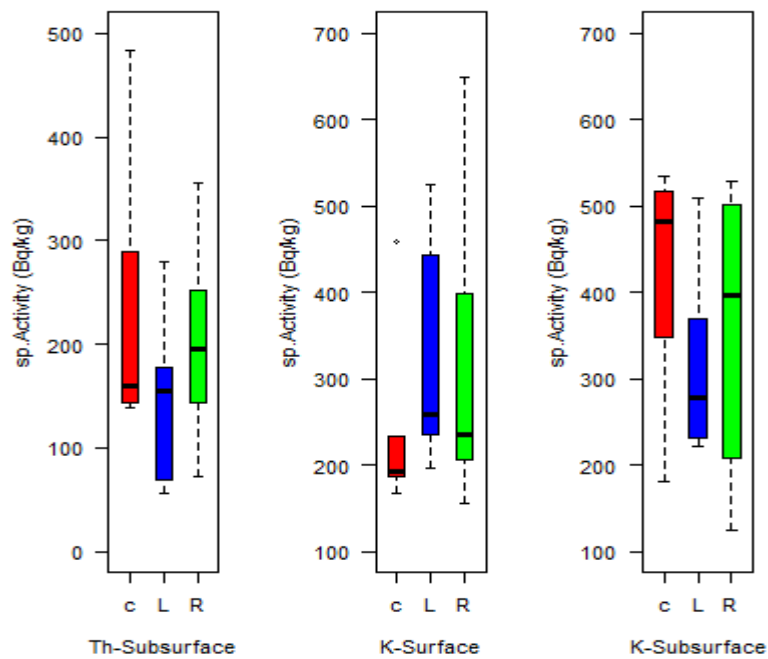 sp.Activity (Bq/kg)
500
400
300
200
100
0
c L R
Th-Subsurface
sp.Activity (Bq/kg)
700
600
500
400
300
200
100
c L R
K-Surface
sp.Activity (Bq/kg)
700
600
500
400
300
200
100
c L R
K-Subsurface